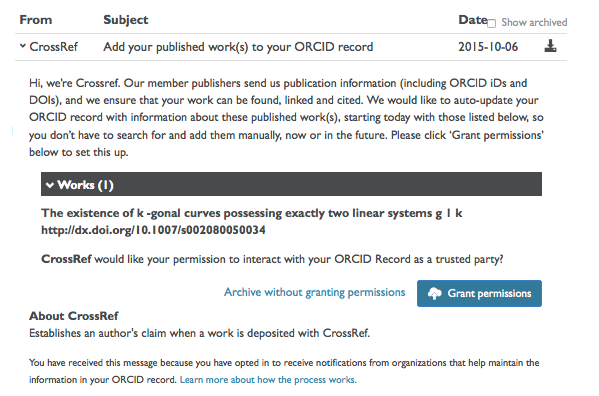 From Subject Date Show archived
CrossRef Add your published work(s) to your ORCID record 2015-10-06
Hi, we're Crossref. Our member publishers send us publication information (including ORCID iDs and
DOIs), and we ensure that your work can be found, linked and cited. We would like to auto-update your
ORCID record with information about these published work(s), starting today with those listed below, so
you don't have to search for and add them manually, now or in the future. Please click 'Grant permissions'
below to set this up.
Works (1)
The existence of k -gonal curves possessing exactly two linear systems g 1 k
http://dx.doi.org/10.1007/s002080050034
CrossRef would like your permission to interact with your ORCID Record as a trusted party?
Archive without granting permissions Grant permissions
About CrossRef
Establishes an author's claim when a work is deposited with CrossRef.
You have received this message because you have opted in to receive notifications from organizations that help maintain the
information in your ORCID record. Learn more about how the process works.